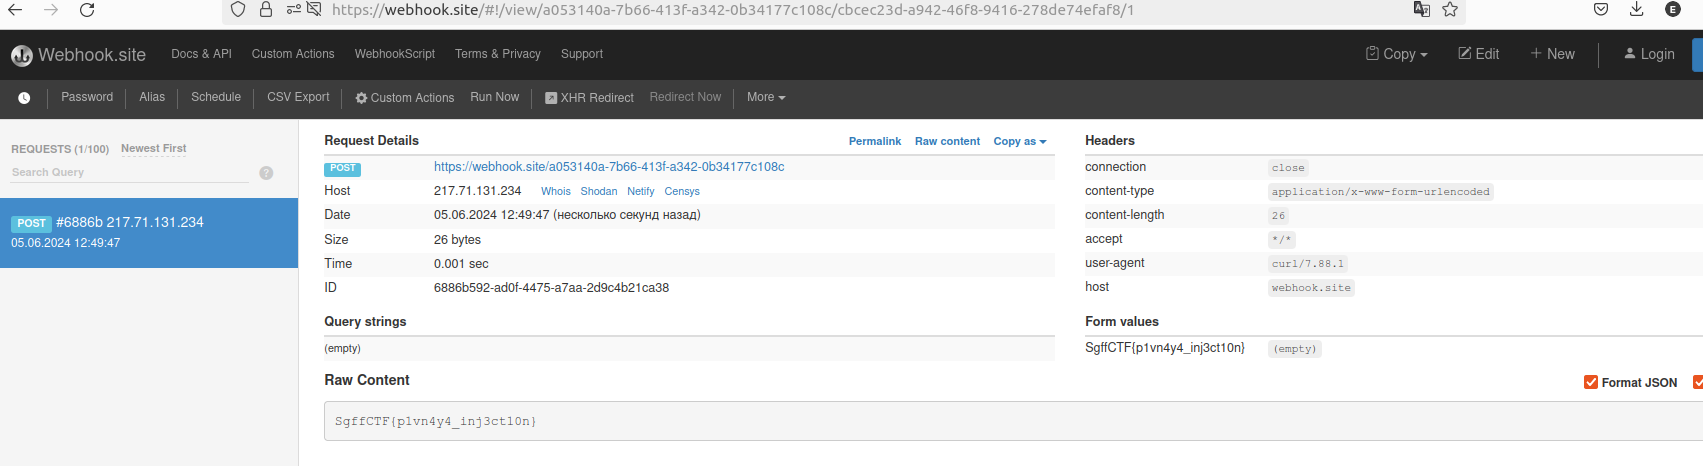 https://webhook.site/#!/view/a053140a-7b66-413f-a342-0b34177c108c/cbcec23d-a942-46f8-9416-278de74efaf8/1
E
Webhook.site Docs & API Custom Actions WebhookScript Terms & Privacy Support Copy Edit New Login
Password Alias Schedule CSV Export Custom Actions Run Now XHR Redirect Redirect Now More
REQUESTS (1/100) Newest First
Search Query ?
POST #6886b 217.71.131.234
05.06.2024 12:49:47
Request Details Permalink Raw content Copy as
POST https://webhook.site/a053140a-7b66-413f-a342-0b34177c108c
Host 217.71.131.234 Whois Shodan Netify Censys
Date 05.06.2024 12:49:47 (несколько секунд назад)
Size 26 bytes
Time 0.001 sec
ID 6886b592-ad0f-4475-a7aa-2d9c4b21ca38
Query strings
(empty)
Headers
connection close
content-type application/x-www-form-urlencoded
content-length 26
accept */*
user-agent curl/7.88.1
host webhook.site
Form values
SgffCTF{p1vn4y4_inj3ct10n} (empty)
Raw Content Format JSON
SgffCTF{p1vn4y4_inj3ct10n}